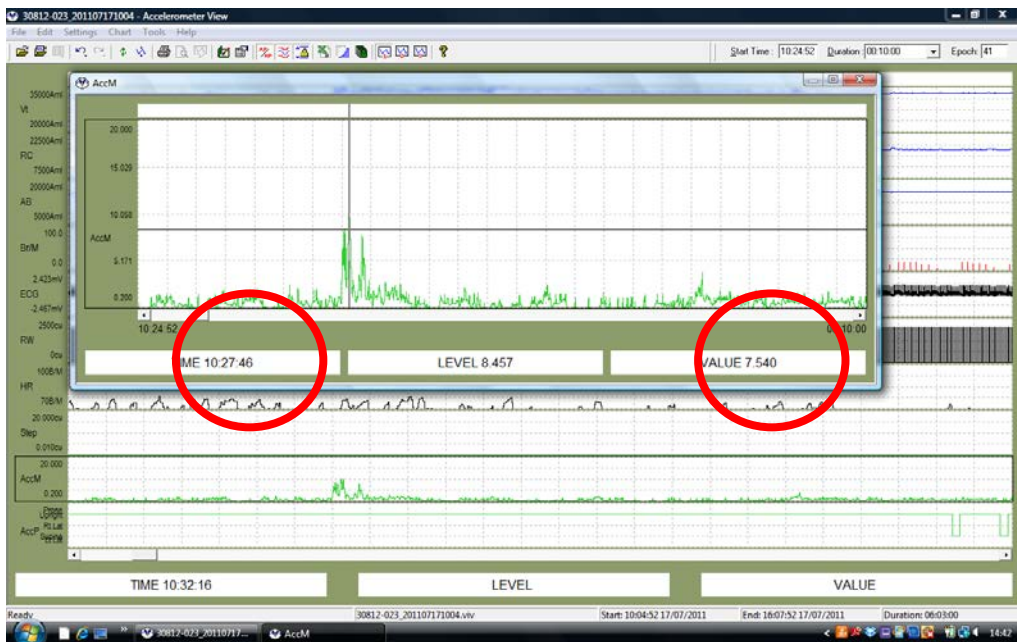 30812-023_201107171004 - Accelerometer View
File Edit Settings Chart Tools Help
Start Time : 10:24:52 Duration : 00:10:00 Epoch: 41
AccM
35000Aml
Vt
20000Aml
22500Aml
RC
7500Aml
20000Aml
AB
5000Aml
100.0
Br/M
0.0
2.433mV
ECG
-2.467mV
2500cu
RW
0cu
100B/M
HR
70B/M
20.000cu
Step
0.010cu
20.000
AccM
0.200
AccP
20.000
15.029
10.058
AccM
5.171
0.200
10:24:52
TIME 10:27:46 LEVEL 8.457 VALUE 7.540
TIME 10:32:16 LEVEL VALUE
Ready 30812-023_201107171004.viv Start: 10:04:52 17/07/2011 End: 16:07:52 17/07/2011 Duration: 06:03:00
30812-023_20110717... AccM 14:42